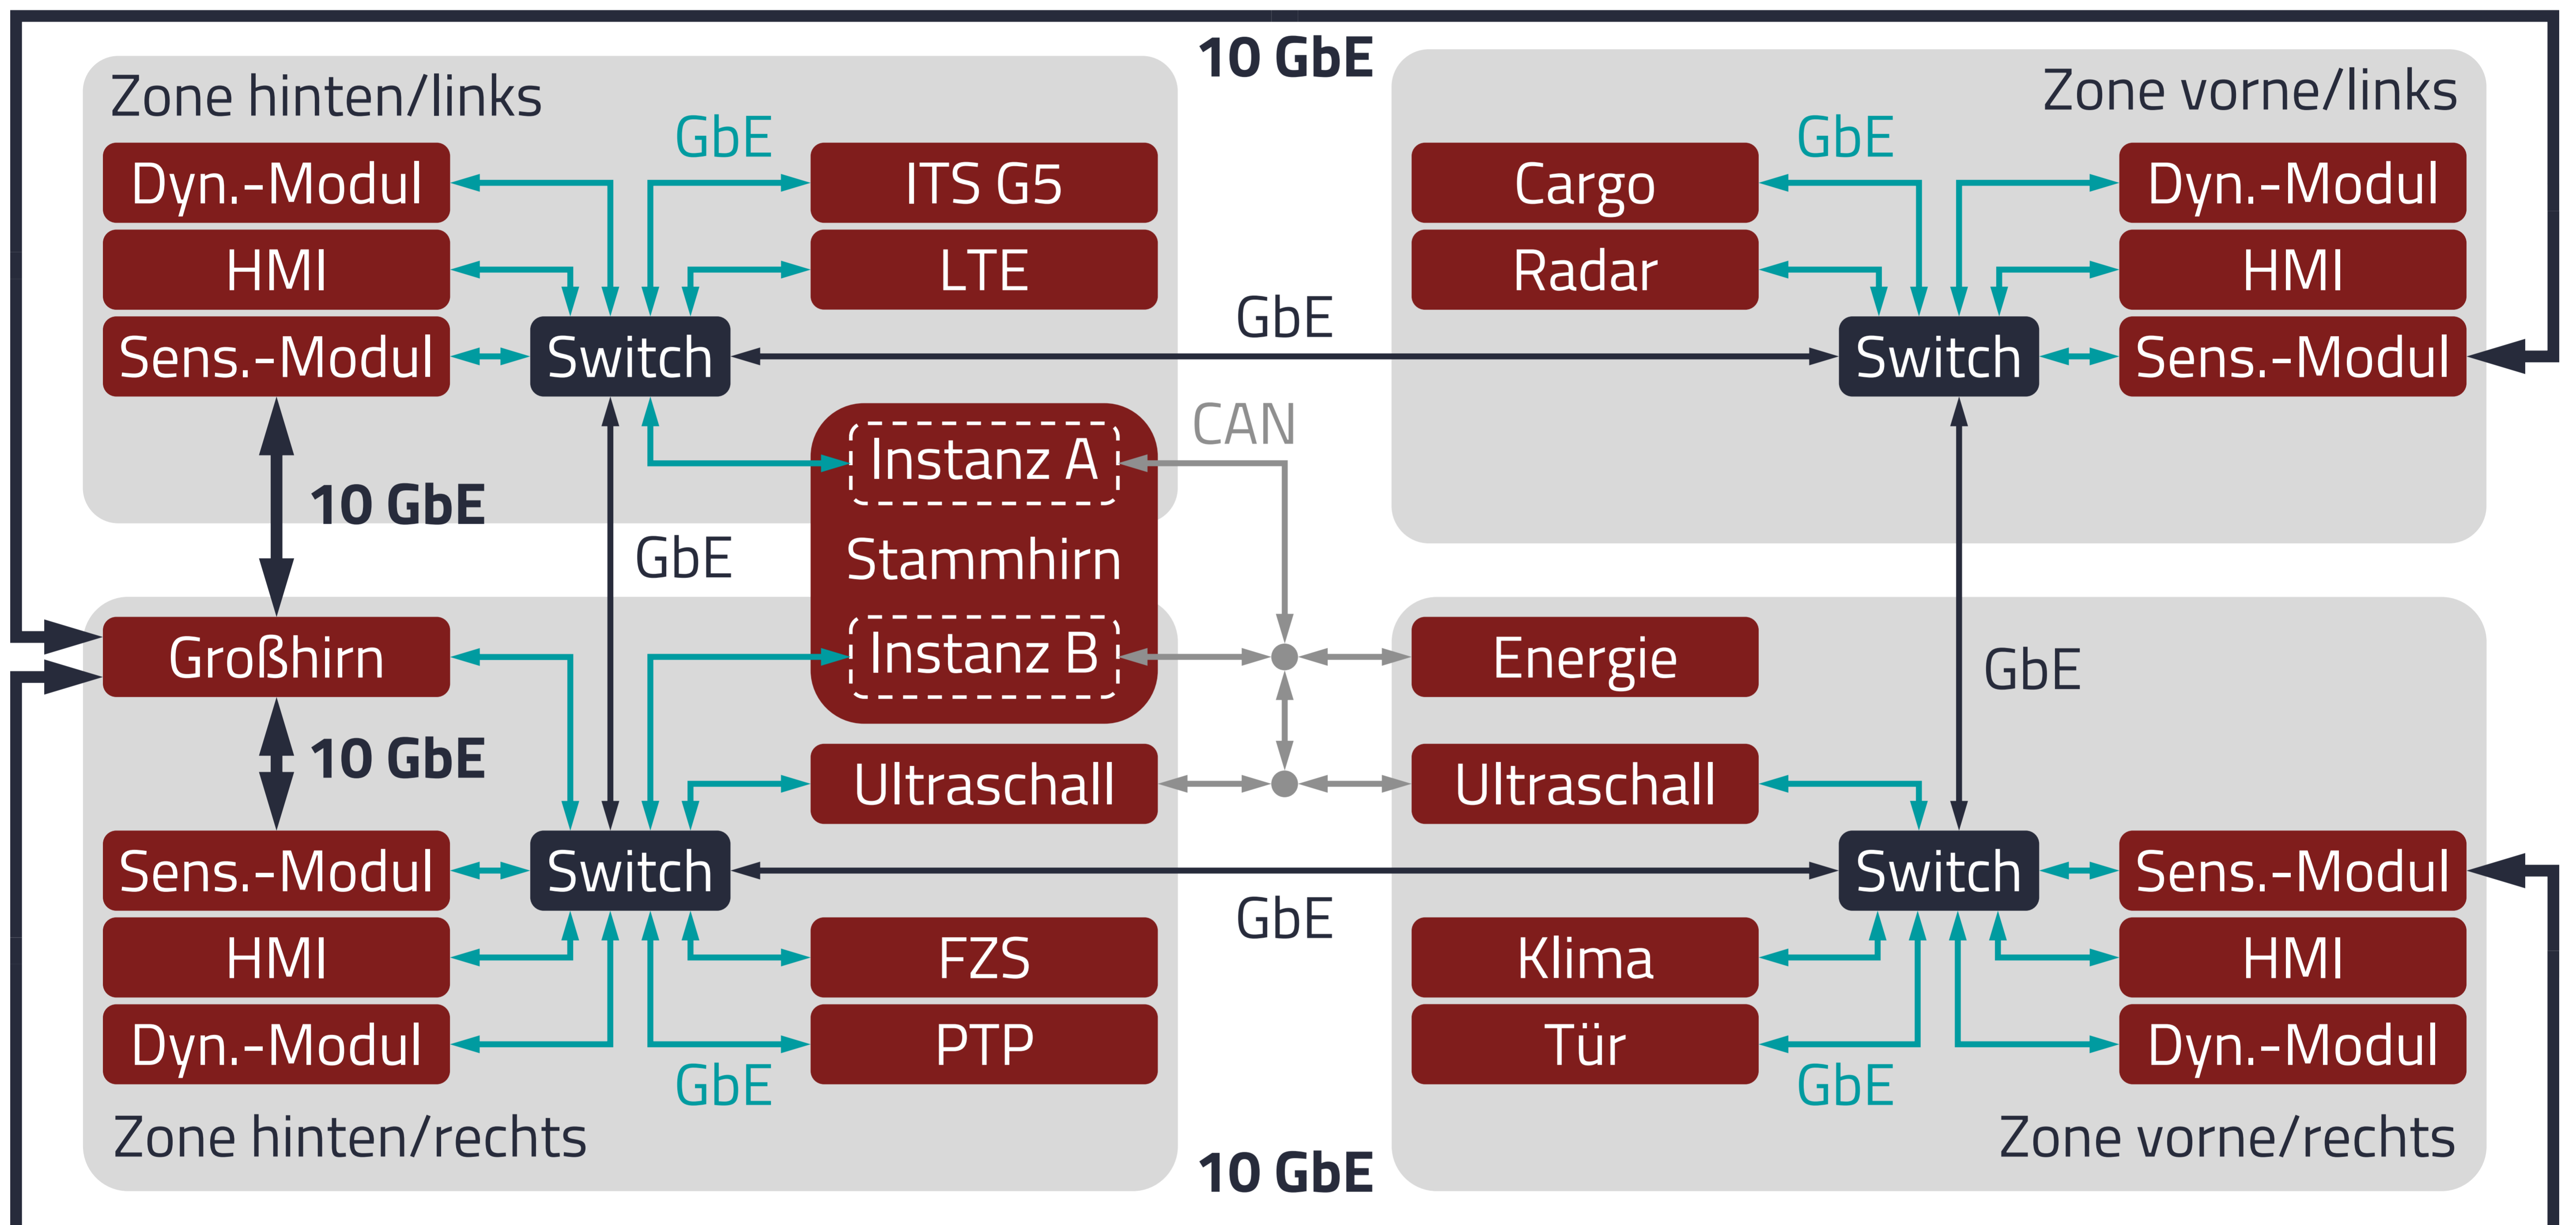 10 GbE
Zone hinten/links
Zone vorne/links
GbE
GbE
Dyn.-Modul
ITS G5
Cargo
Dyn.-Modul
HMI
LTE
Radar
HMI
GbE
Sens.-Modul
Switch
Switch
Sens.-Modul
CAN
Instanz A
10 GbE
GbE
Stammhirn
Großhirn
Instanz B
Energie
GbE
10 GbE
Ultraschall
Ultraschall
Sens.-Modul
Switch
Switch
Sens.-Modul
GbE
HMI
FZS
Klima
HMI
Dyn.-Modul
PTP
Tür
Dyn.-Modul
GbE
GbE
Zone hinten/rechts
Zone vorne/rechts
10 GbE